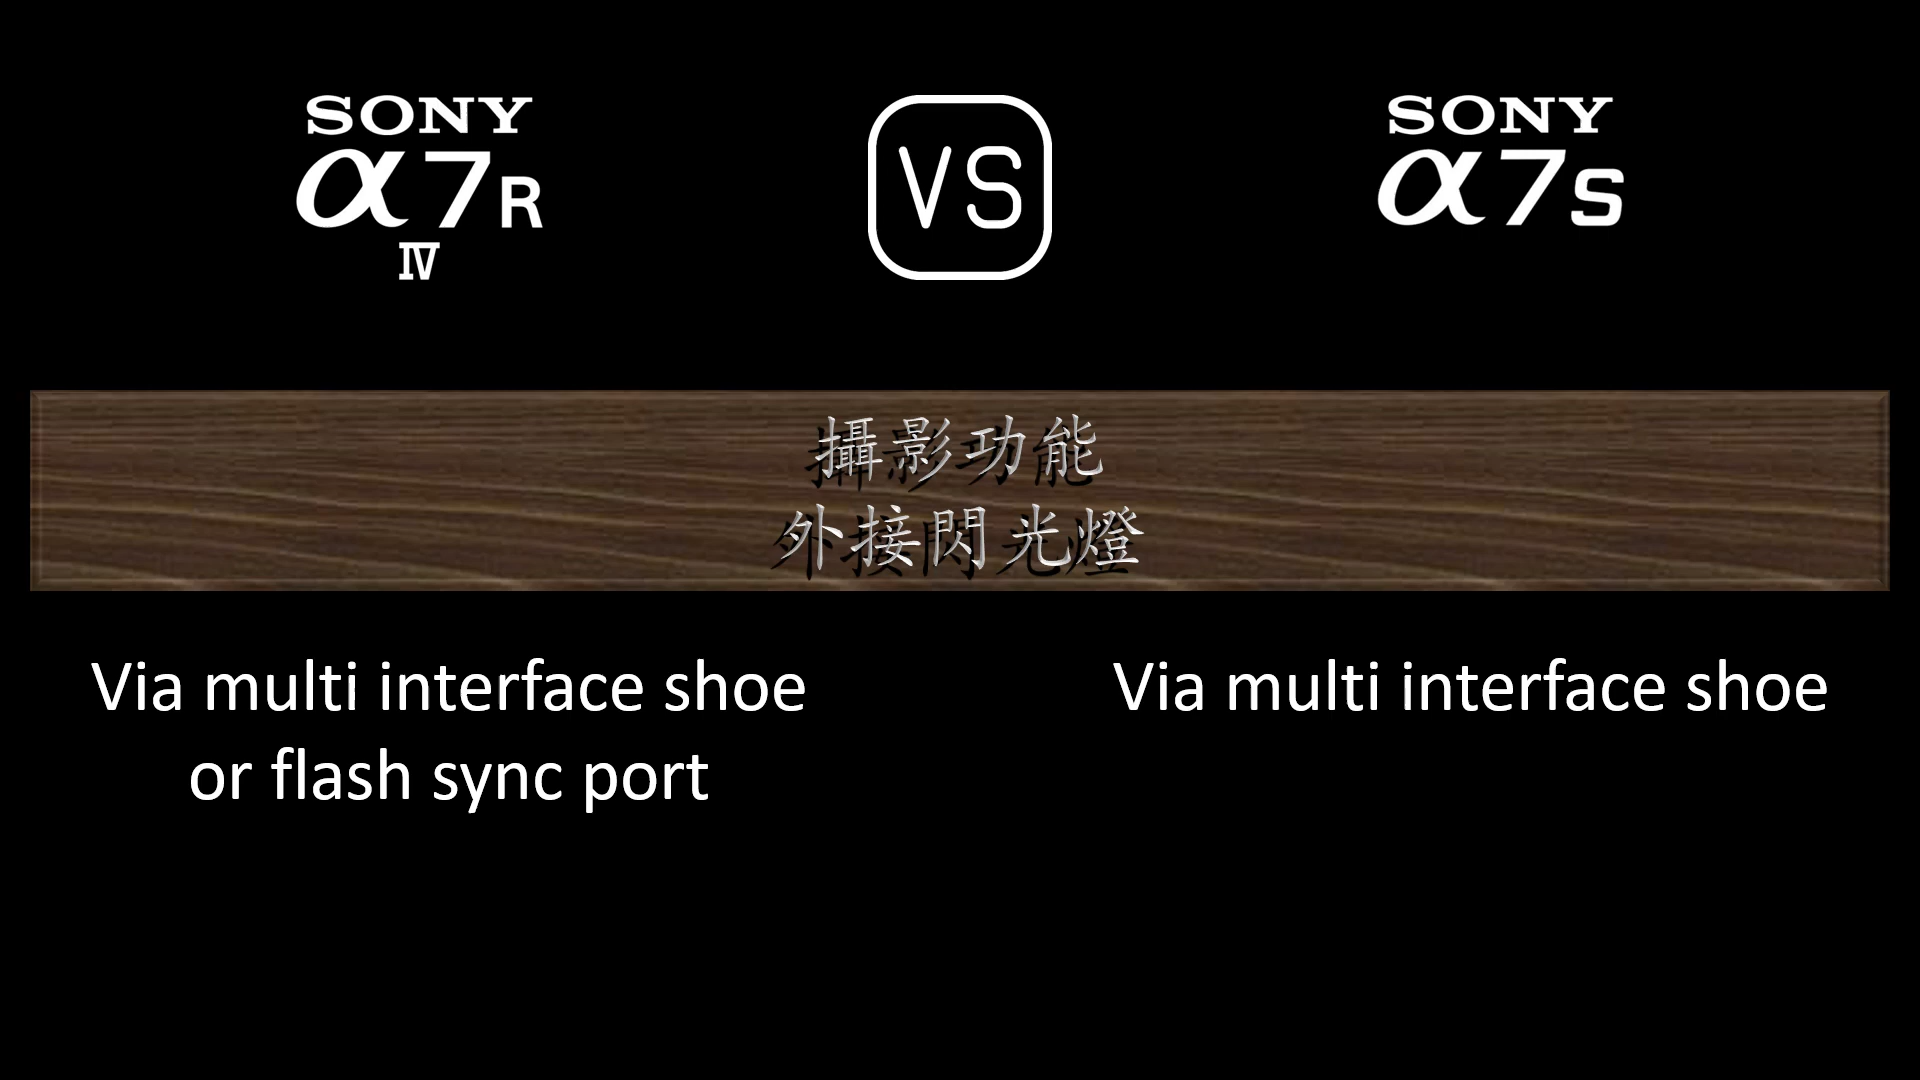 SONY
α7R
IV
VS
SONY
α7S
攝影功能
外接閃光燈
Via multi interface shoe
or flash sync port
Via multi interface shoe